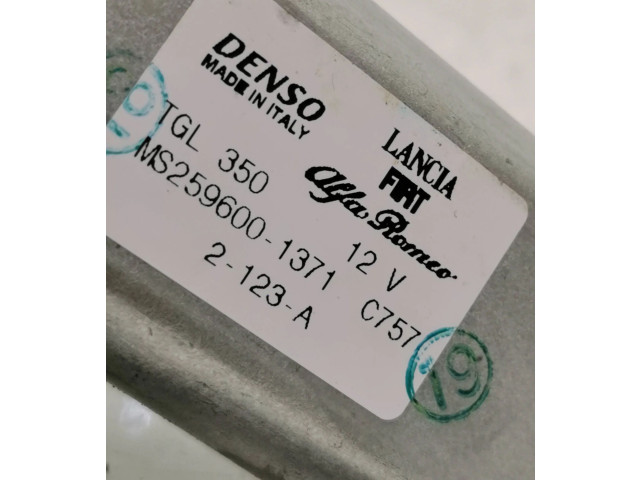 DENSO
MADE IN ITALY
LANCIA
FIAT
Alfa Romeo
TGL 350 12 V
MS259600-1371 C757
2-123-A
19